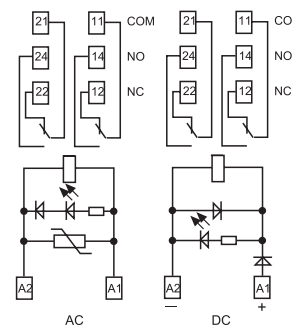 21 11 COM 21 11 CO
24 14 NO 24 14 NO
22 12 NC 22 12 NC
A2 A1 A2 A1
— +
AC DC